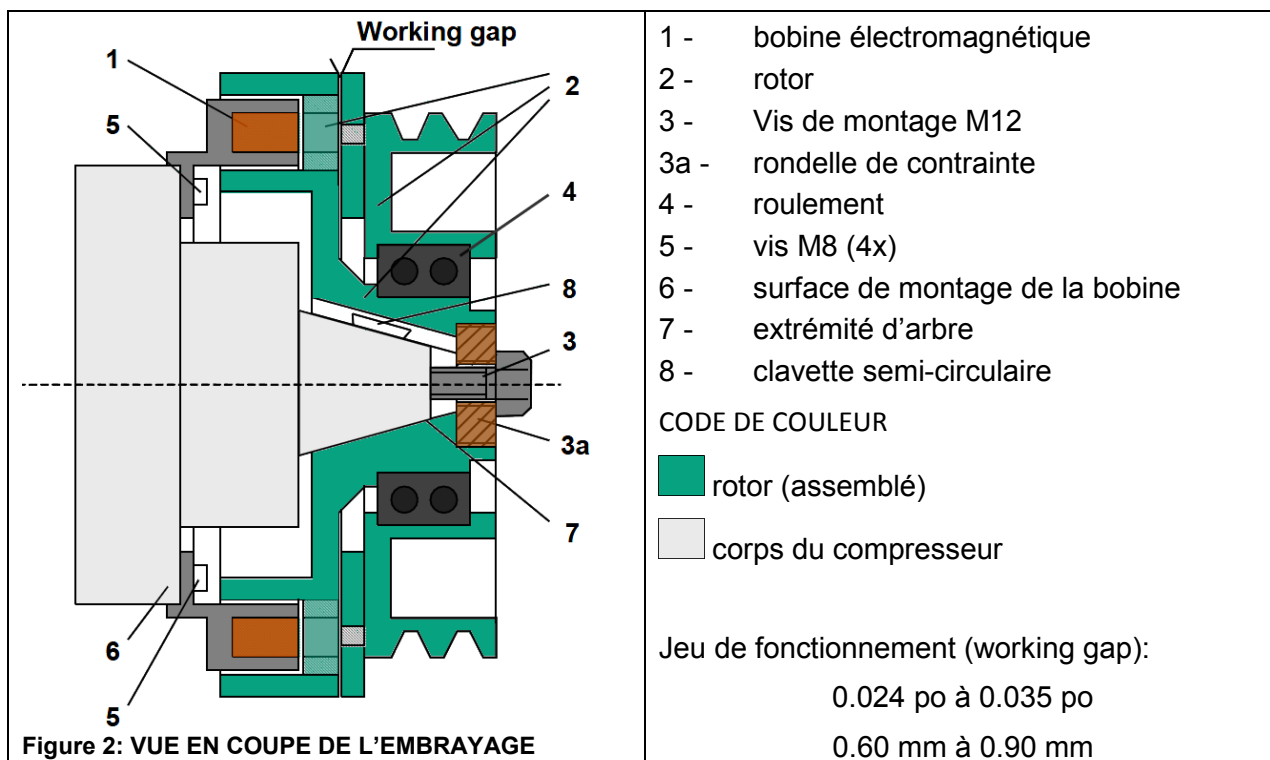 Working gap
1
5
2
4
8
3
3a
7
6
5
Figure 2: VUE EN COUPE DE L'EMBRAYAGE
1 - bobine électromagnétique
2 - rotor
3 - Vis de montage M12
3a - rondelle de contrainte
4 - roulement
5 - vis M8 (4x)
6 - surface de montage de la bobine
7 - extrémité d'arbre
8 - clavette semi-circulaire
CODE DE COULEUR
rotor (assemblé)
corps du compresseur
Jeu de fonctionnement (working gap):
0.024 po à 0.035 po
0.60 mm à 0.90 mm